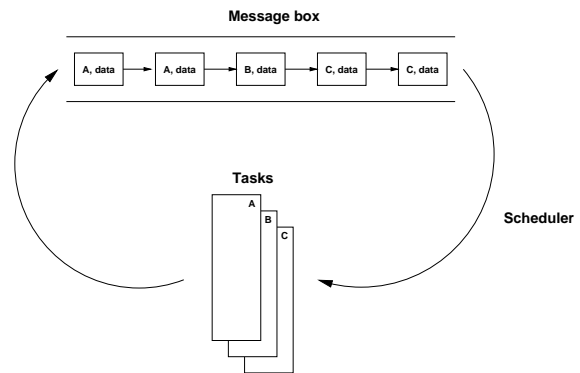 Message box
A, data
A, data
B, data
C, data
C, data
Tasks
A
B
C
Scheduler